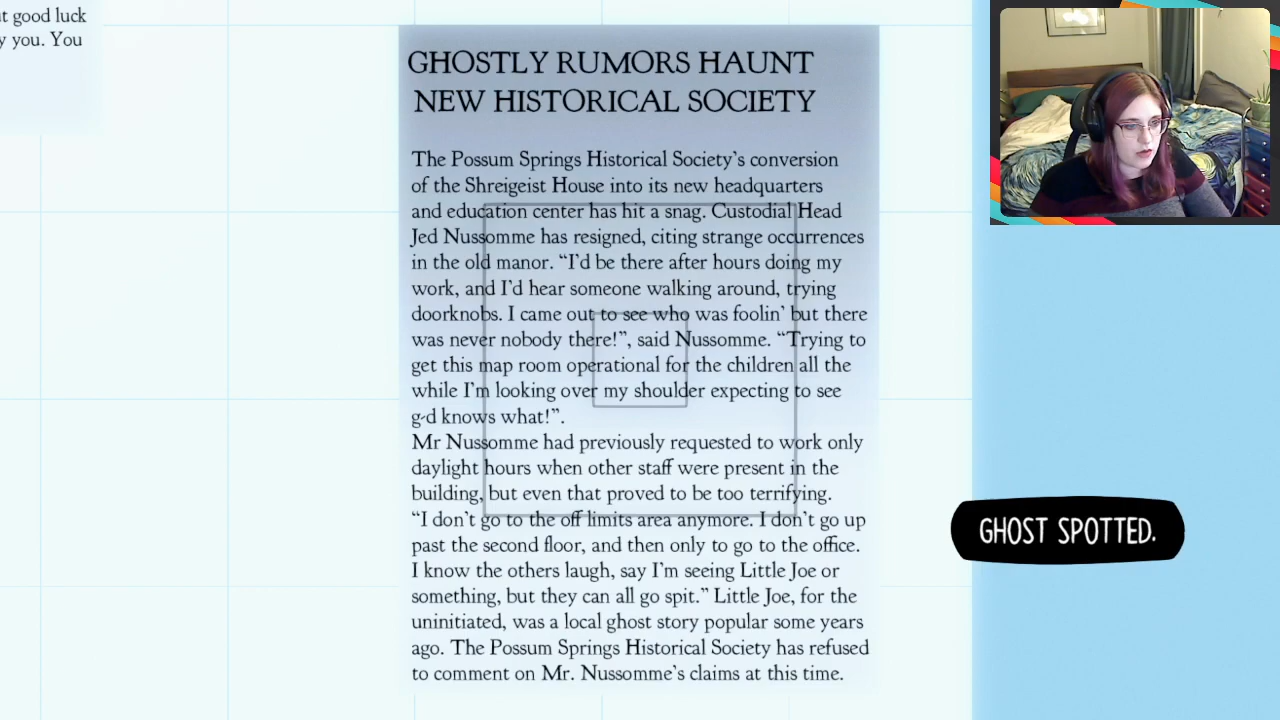 t good luck
y you. You
GHOSTLY RUMORS HAUNT
NEW HISTORICAL SOCIETY
The Possum Springs Historical Society's conversion
of the Shreigeist House into its new headquarters
and education center has hit a snag. Custodial Head
Jed Nussomme has resigned, citing strange occurrences
in the old manor. “I'd be there after hours doing my
work, and I'd hear someone walking around, trying
doorknobs. I came out to see who was foolin' but there
was never nobody there!”, said Nussomme. “Trying to
get this map room operational for the children all the
while I'm looking over my shoulder expecting to see
g-d knows what!”.
Mr Nussomme had previously requested to work only
daylight hours when other staff were present in the
building, but even that proved to be too terrifying.
“I don't go to the off limits area anymore. I don't go up
past the second floor, and then only to go to the office.
I know the others laugh, say I'm seeing Little Joe or
something, but they can all go spit.” Little Joe, for the
uninitiated, was a local ghost story popular some years
ago. The Possum Springs Historical Society has refused
to comment on Mr. Nussomme's claims at this time.
GHOST SPOTTED.